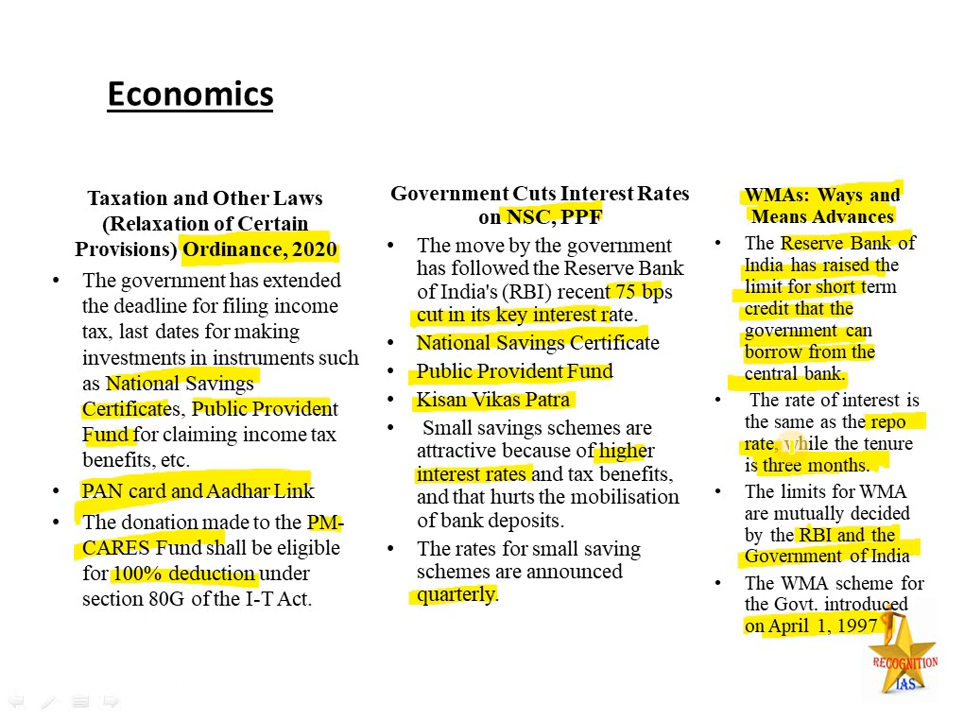 Economics
Taxation and Other Laws
(Relaxation of Certain
Provisions) Ordinance, 2020
• The government has extended
the deadline for filing income
tax, last dates for making
investments in instruments such
as National Savings
Certificates, Public Provident
Fund for claiming income tax
benefits, etc.
• PAN card and Aadhar Link
• The donation made to the PM-
CARES Fund shall be eligible
for 100% deduction under
section 80G of the I-T Act.
Government Cuts Interest Rates
on NSC, PPF
• The move by the government
has followed the Reserve Bank
of India's (RBI) recent 75 bps
cut in its key interest rate.
• National Savings Certificate
• Public Provident Fund
• Kisan Vikas Patra
• Small savings schemes are
attractive because of higher
interest rates and tax benefits,
and that hurts the mobilisation
of bank deposits.
• The rates for small saving
schemes are announced
quarterly.
WMAs: Ways and
Means Advances
• The Reserve Bank of
India has raised the
limit for short term
credit that the
government can
borrow from the
central bank.
• The rate of interest is
the same as the repo
rate, while the tenure
is three months.
• The limits for WMA
are mutually decided
by the RBI and the
Government of India
• The WMA scheme for
the Govt. introduced
on April 1, 1997
RECOGNITION
IAS